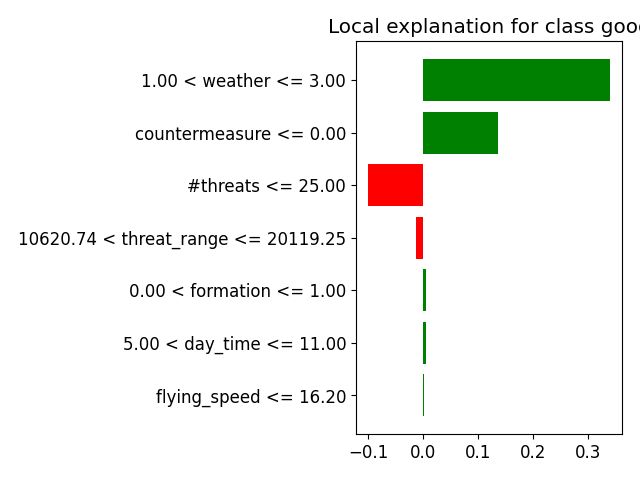 Local explanation for class good
1.00 < weather <= 3.00
countermeasure <= 0.00
#threats <= 25.00
10620.74 < threat_range <= 20119.25
0.00 < formation <= 1.00
5.00 < day_time <= 11.00
flying_speed <= 16.20
−0.1 0.0 0.1 0.2 0.3